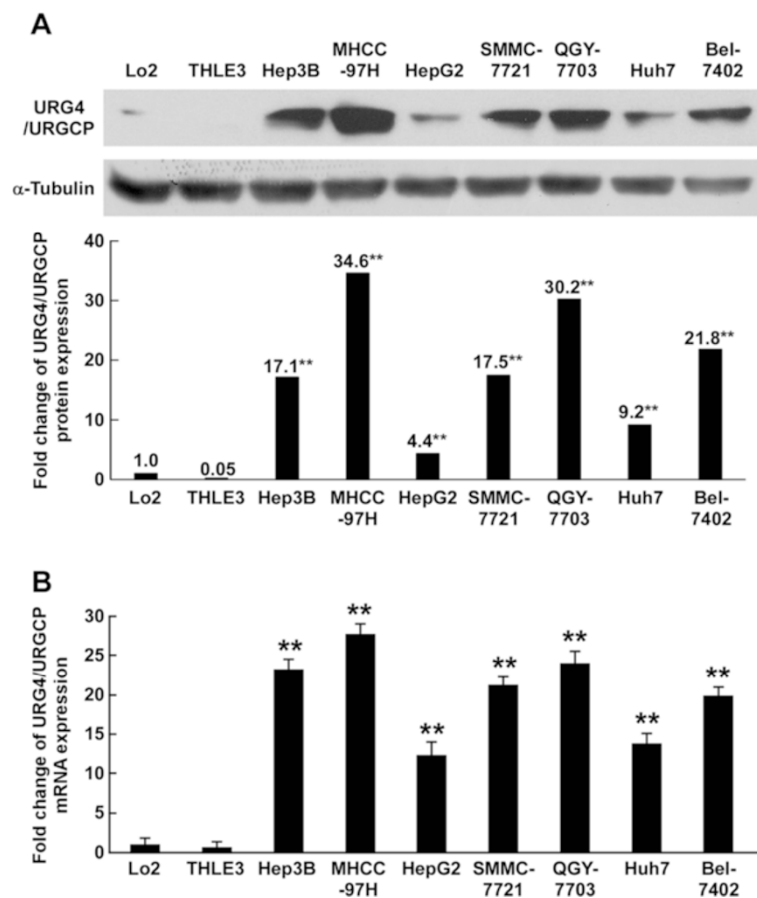 A
Lo2 THLE3 Hep3B MHCC-97H HepG2 SMMC-7721 QGY-7703 Huh7 Bel-7402
URG4
/URGCP
α-Tubulin
Fold change of URG4/URGCP
protein expression
40
30
20
10
0
1.0 0.05 17.1** 34.6** 4.4** 17.5** 30.2** 9.2** 21.8**
Lo2 THLE3 Hep3B MHCC-97H HepG2 SMMC-7721 QGY-7703 Huh7 Bel-7402
B
Fold change of URG4/URGCP
mRNA expression
30
25
20
15
10
5
0
** ** ** ** ** ** **
Lo2 THLE3 Hep3B MHCC-97H HepG2 SMMC-7721 QGY-7703 Huh7 Bel-7402